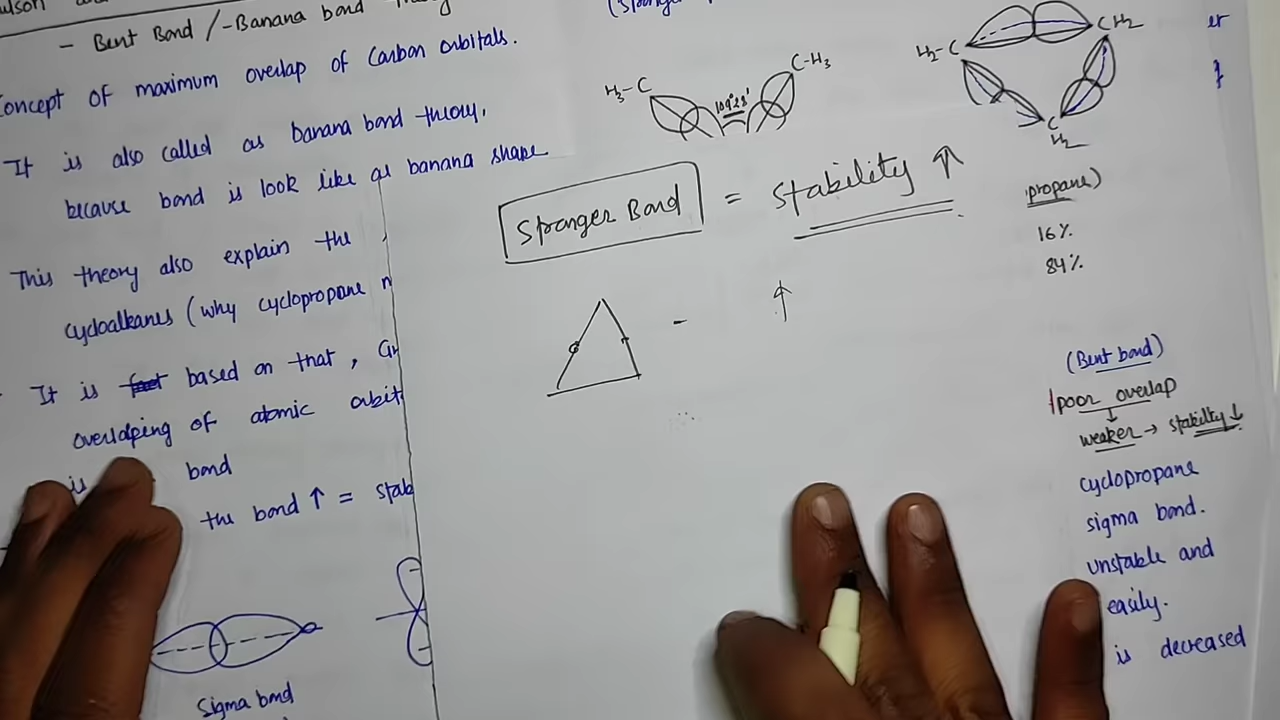 - Bent Bond /-Banana bond
Concept of maximum overlap of Carbon orbitals.
It is also called as banana bond theory.
because bond is look like as banana shape
This theory also explain the
cycloalkanes (why cyclopropane
It is based on that,
overlapping of atomic
is bond
the bond ↑ =
Sigma bond
H₃-C
109°28'
C-H₃
Stronger Bond = Stability ↑
- ↑
H₂-C
CH₂
C
H₂
propane)
16%
84%
(Bent bond)
poor overlap
↓
weaker → stability↓
cyclopropane
sigma bond.
unstable and
easily.
is decreased